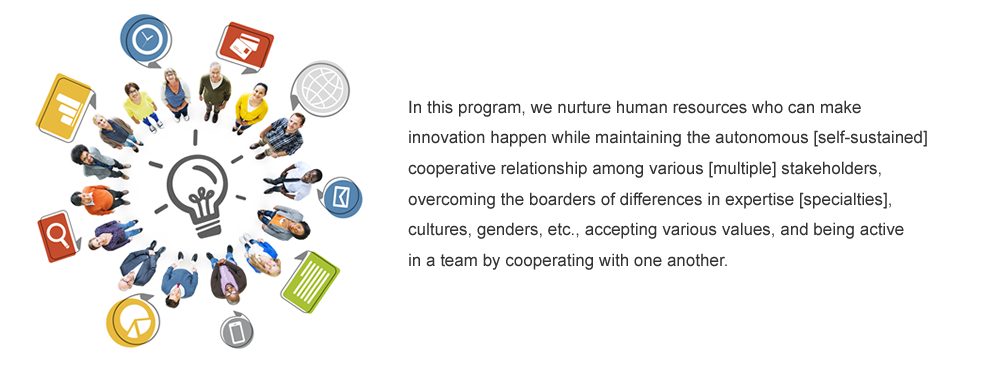 In this program, we nurture human resources who can make
innovation happen while maintaining the autonomous [self-sustained]
cooperative relationship among various [multiple] stakeholders,
overcoming the boarders of differences in expertise [specialties],
cultures, genders, etc., accepting various values, and being active
in a team by cooperating with one another.